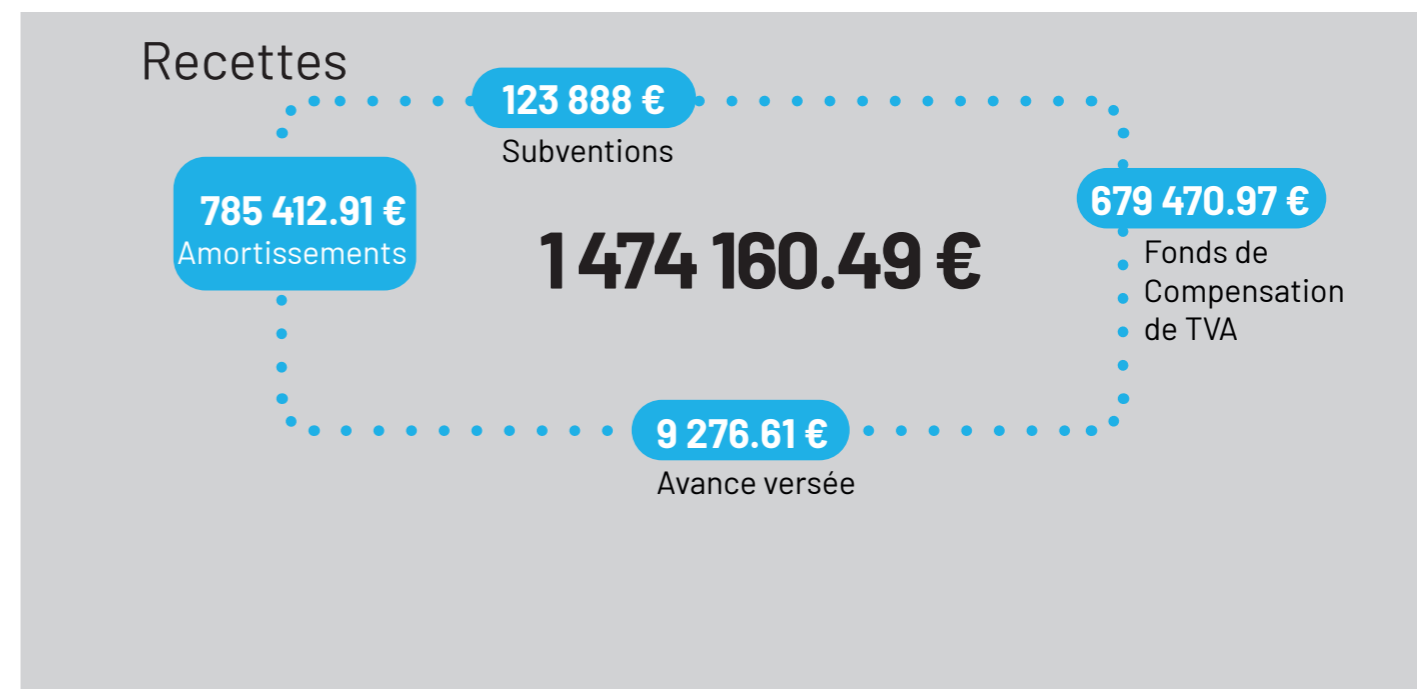 Recettes
123 888 €
Subventions
785 412.91 €
Amortissements
1 474 160.49 €
679 470.97 €
Fonds de
Compensation
de TVA
9 276.61 €
Avance versée